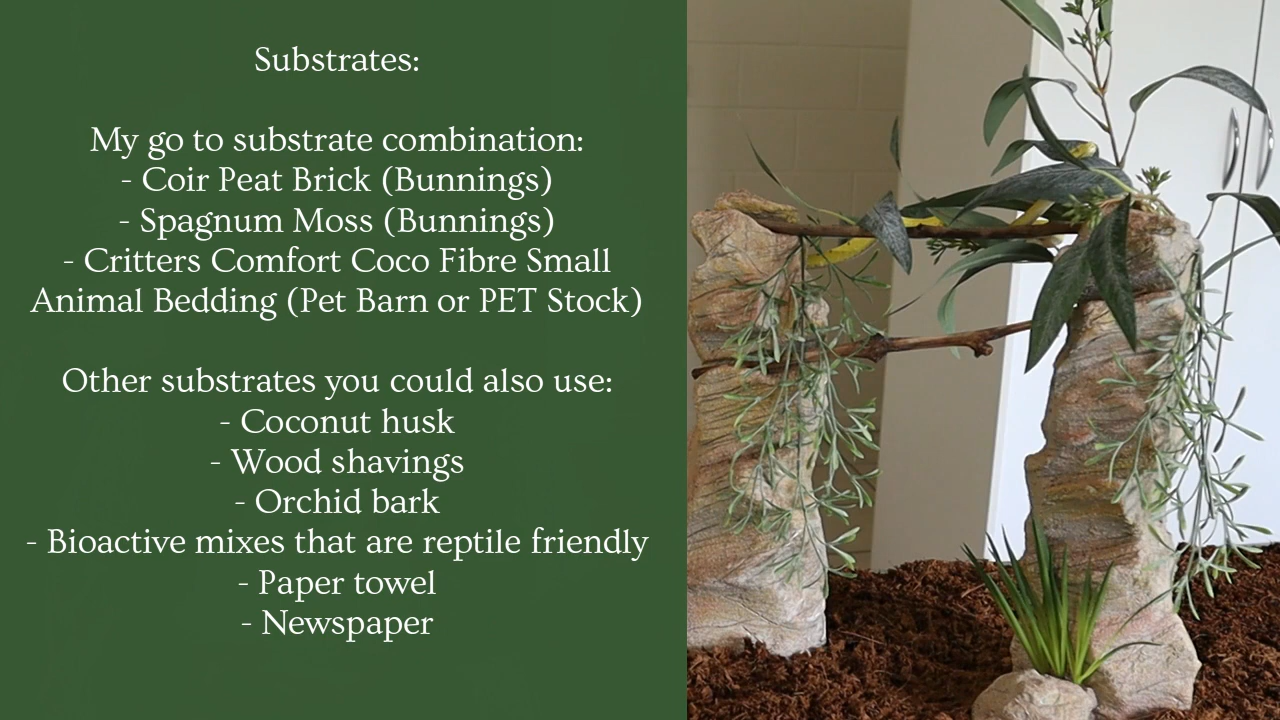 Substrates:
My go to substrate combination:
- Coir Peat Brick (Bunnings)
- Spagnum Moss (Bunnings)
- Critters Comfort Coco Fibre Small
Animal Bedding (Pet Barn or PET Stock)
Other substrates you could also use:
- Coconut husk
- Wood shavings
- Orchid bark
- Bioactive mixes that are reptile friendly
- Paper towel
- Newspaper